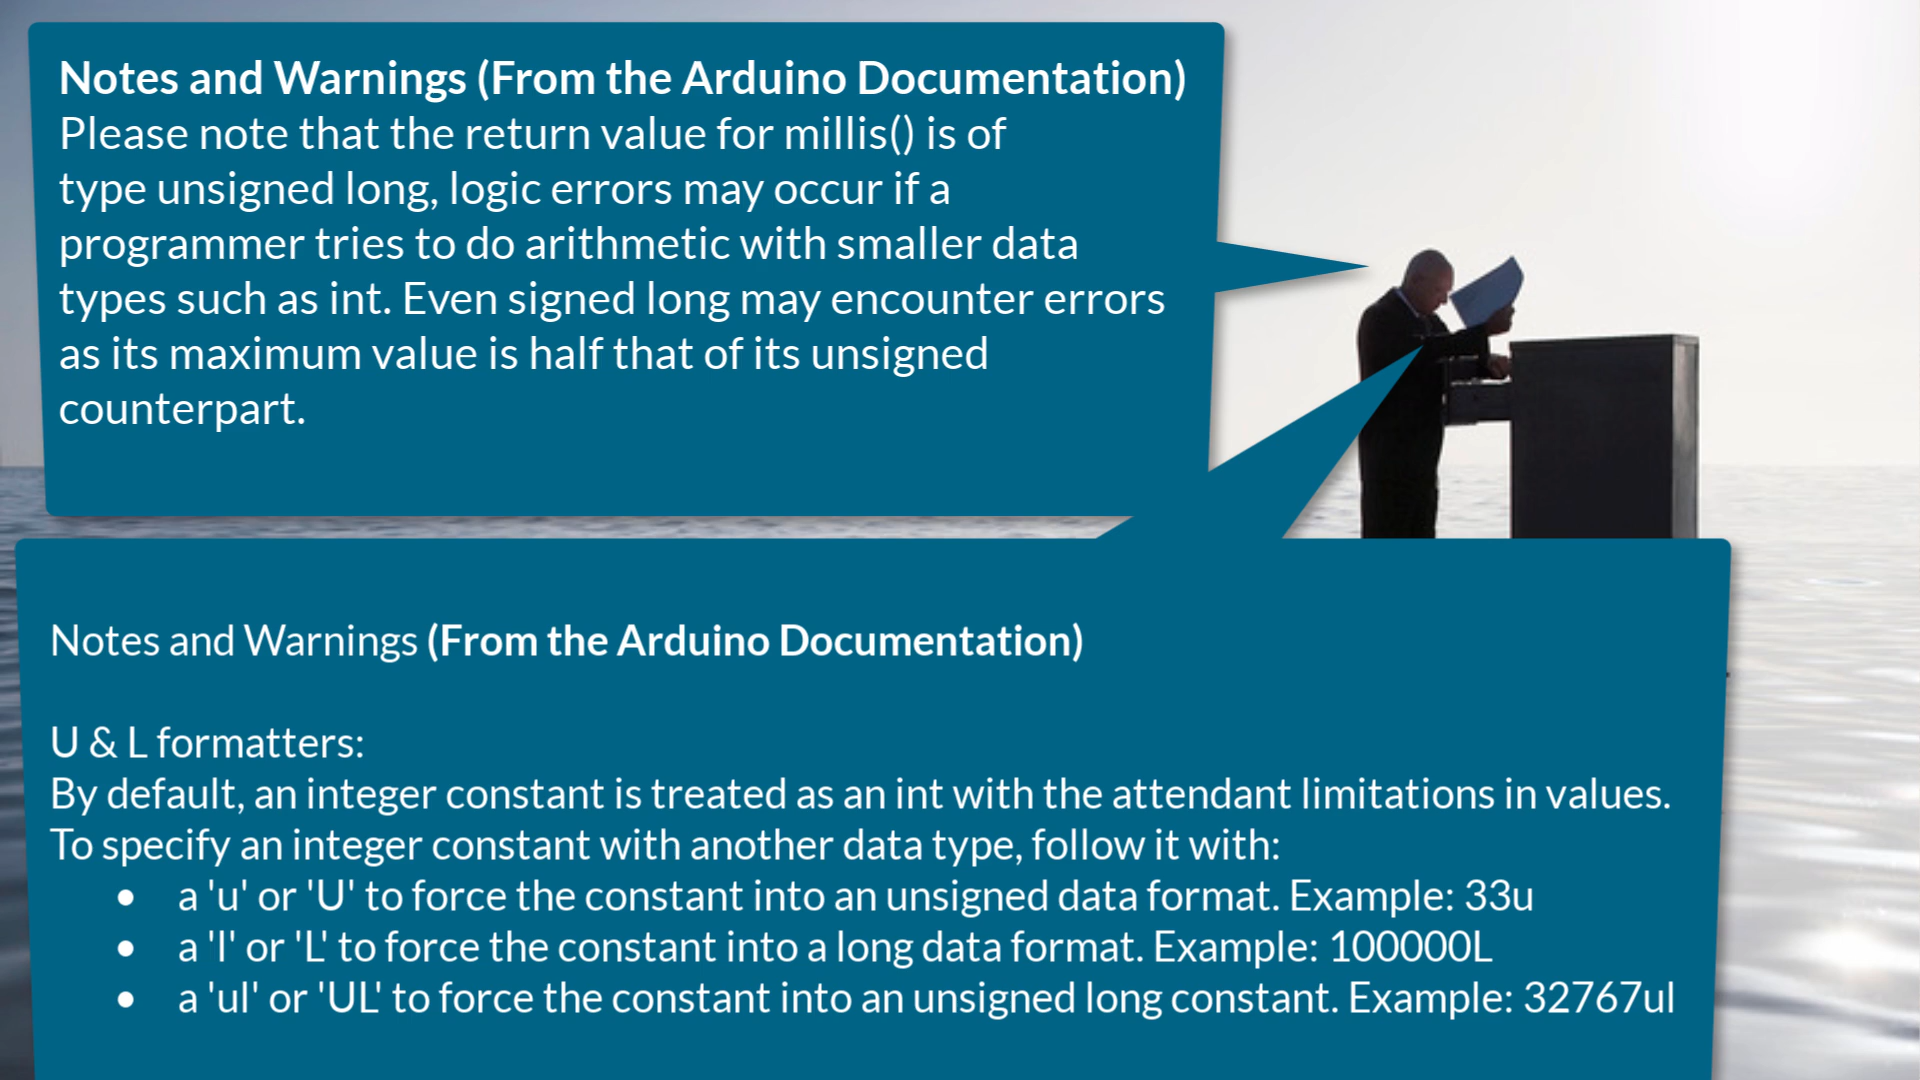 Notes and Warnings (From the Arduino Documentation)
Please note that the return value for millis() is of
type unsigned long, logic errors may occur if a
programmer tries to do arithmetic with smaller data
types such as int. Even signed long may encounter errors
as its maximum value is half that of its unsigned
counterpart.
Notes and Warnings (From the Arduino Documentation)
U & L formatters:
By default, an integer constant is treated as an int with the attendant limitations in values.
To specify an integer constant with another data type, follow it with:
• a 'u' or 'U' to force the constant into an unsigned data format. Example: 33u
• a 'l' or 'L' to force the constant into a long data format. Example: 100000L
• a 'ul' or 'UL' to force the constant into an unsigned long constant. Example: 32767ul